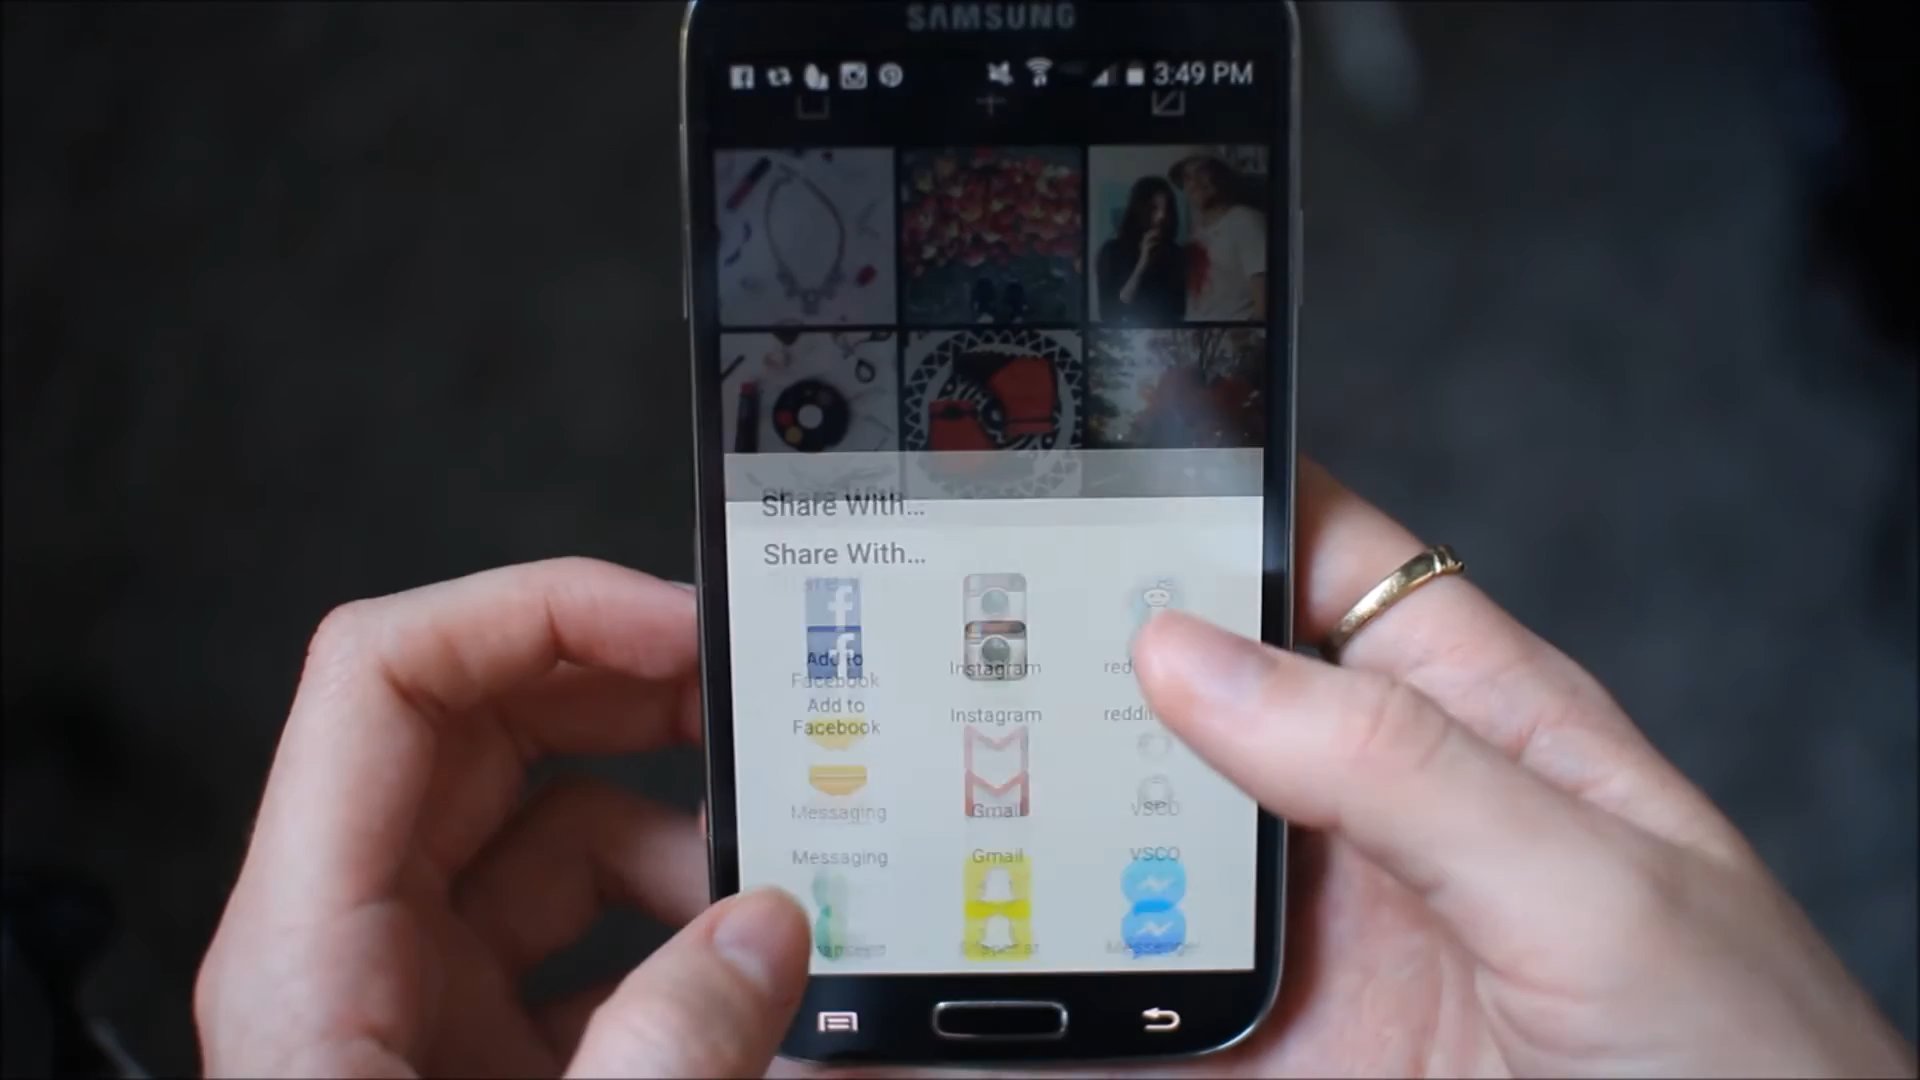 SAMSUNG
3:49 PM
Share With...
Share With...
Add to
Facebook
Instagram
Add to
Facebook
Instagram
reddit
Messaging
Gmail
VSCO
Messaging
Gmail
VSCO
Messenger